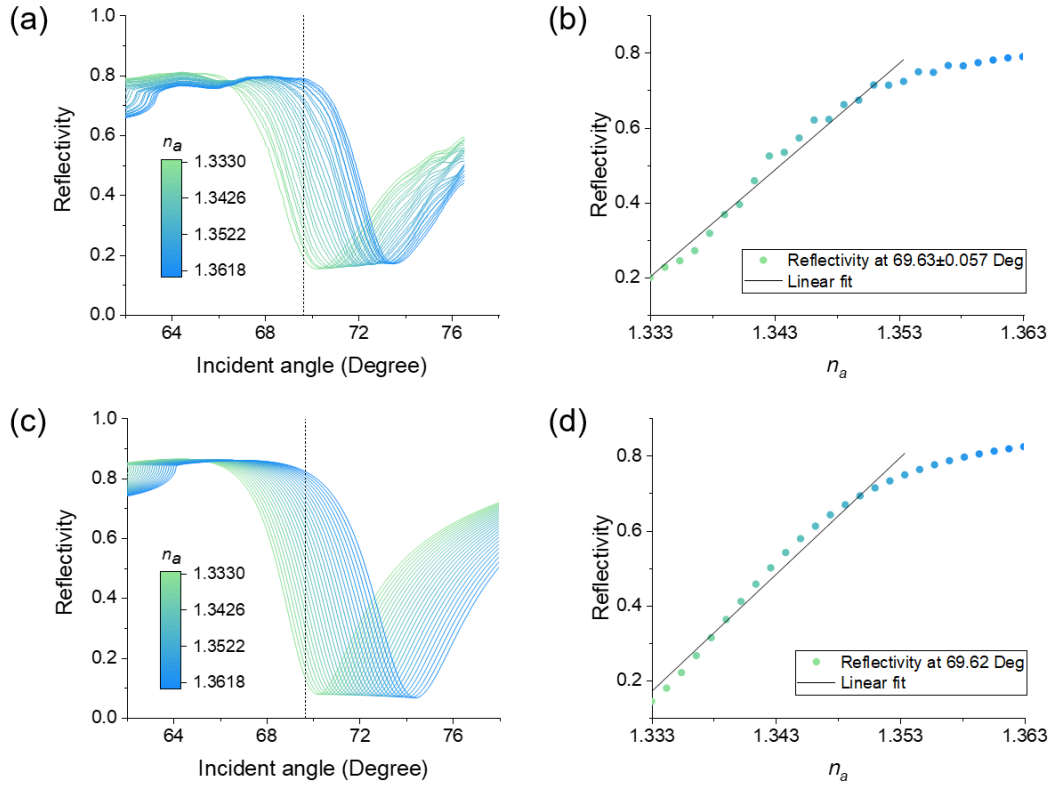 (a)
1.0
0.8
0.6
0.4
0.2
0.0
Reflectivity
n_a
1.3330
1.3426
1.3522
1.3618
64
68
72
76
Incident angle (Degree)
(b)
0.8
0.6
0.4
0.2
Reflectivity
Reflectivity at 69.63±0.057 Deg
Linear fit
1.333
1.343
1.353
1.363
n_a
(c)
1.0
0.8
0.6
0.4
0.2
0.0
Reflectivity
n_a
1.3330
1.3426
1.3522
1.3618
64
68
72
76
Incident angle (Degree)
(d)
0.8
0.6
0.4
0.2
Reflectivity
Reflectivity at 69.62 Deg
Linear fit
1.333
1.343
1.353
1.363
n_a